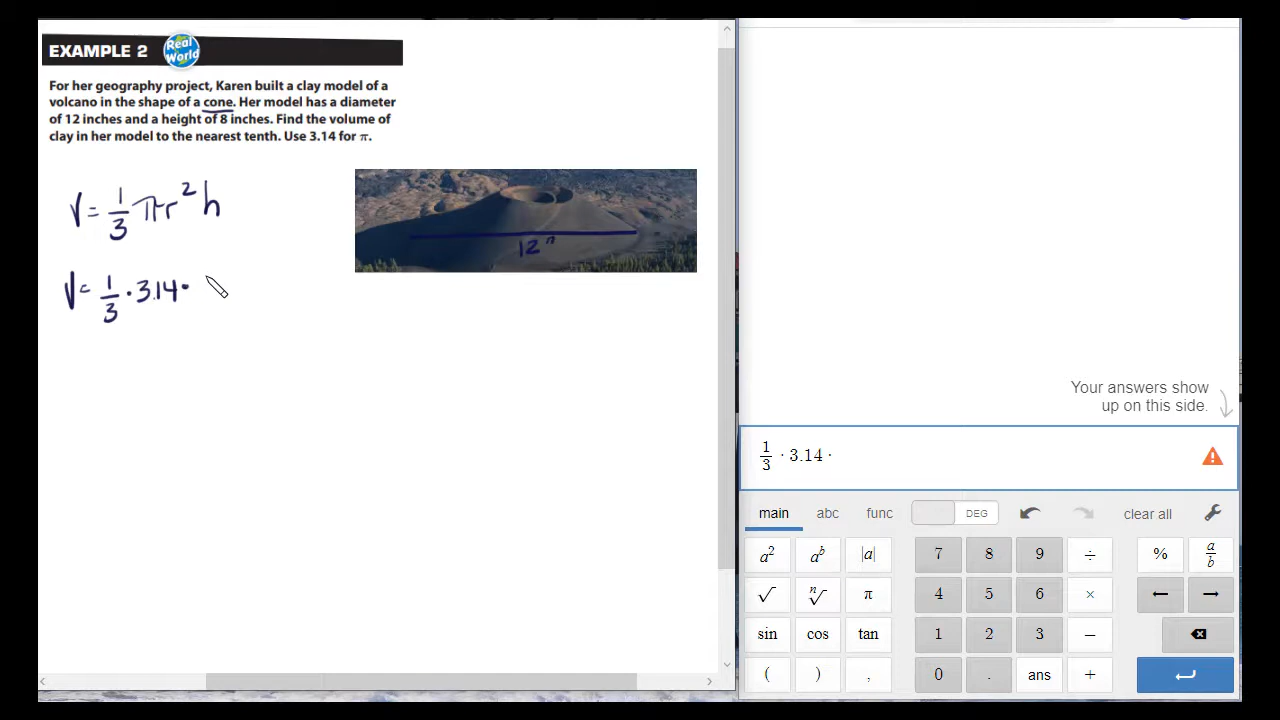 EXAMPLE 2 Real World
For her geography project, Karen built a clay model of a
volcano in the shape of a cone. Her model has a diameter
of 12 inches and a height of 8 inches. Find the volume of
clay in her model to the nearest tenth. Use 3.14 for π.
V = 1/3 πr² h
12"
V = 1/3 · 3.14 ·
Your answers show
up on this side.
1/3 · 3.14 ·
main abc func DEG clear all
a² aᵇ |a| 7 8 9 ÷ % a/b
√ ⁿ√ π 4 5 6 × ← →
sin cos tan 1 2 3 −
( ) , 0 . ans +